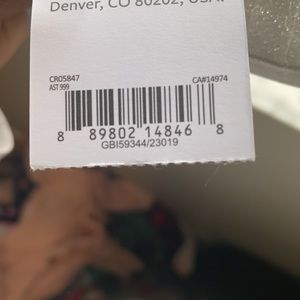 Denver, CO 80202, USA.
CR05847 CA#14974
AST 999
8 89802 14846 8
GBI59344/23019